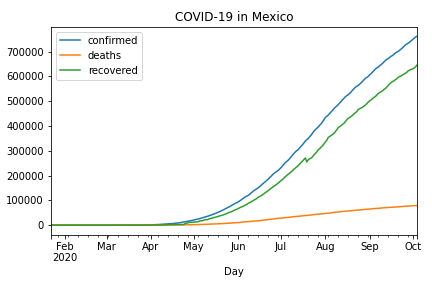 COVID-19 in Mexico
confirmed
deaths
recovered
700000
600000
500000
400000
300000
200000
100000
0
Feb Mar Apr May Jun Jul Aug Sep Oct
2020
Day